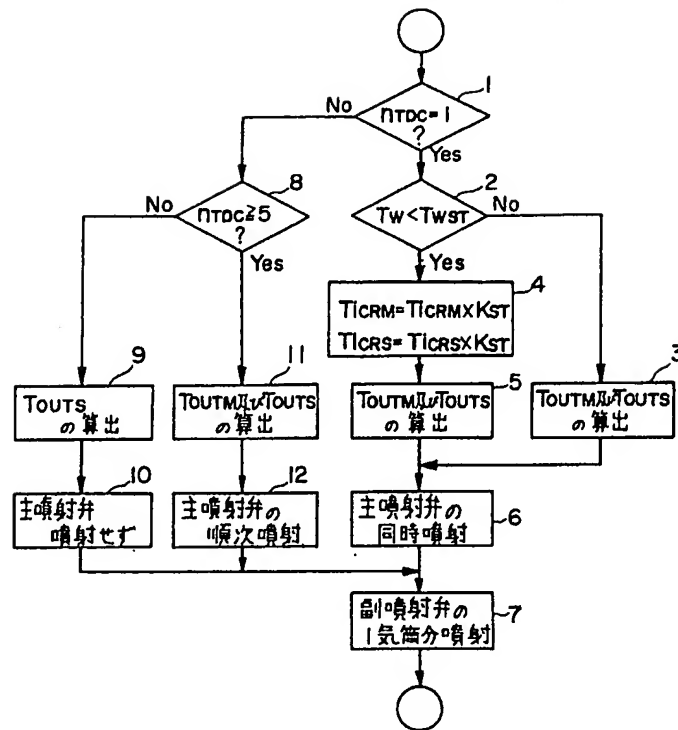 1
nTDC=1
?
No
Yes
8
nTDC≧5
?
No
Yes
2
TW<TWST
No
Yes
4
TiCRM=TiCRM×KST
TiCRS=TiCRS×KST
9
TOUTS
の算出
11
TOUTM及びTOUTS
の算出
5
TOUTM及びTOUTS
の算出
3
TOUTM及びTOUTS
の算出
10
主噴射弁
噴射せず
12
主噴射弁の
順次噴射
主噴射弁の
同時噴射
6
副噴射弁の
1気筒分噴射
7